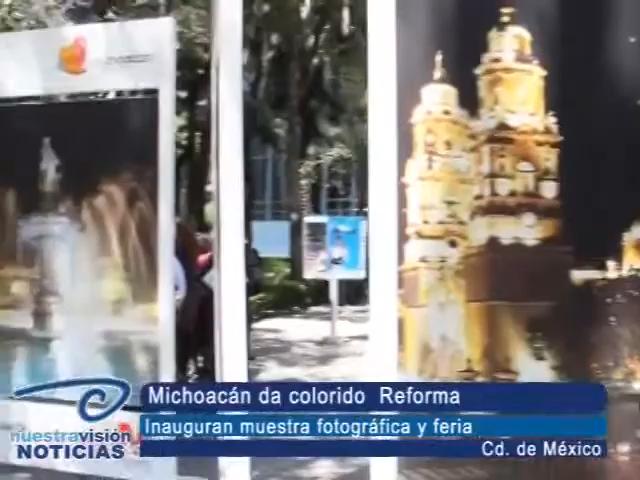 Michoacán da colorido Reforma
Inauguran muestra fotográfica y feria
Cd. de México
nuestravisión
NOTICIAS